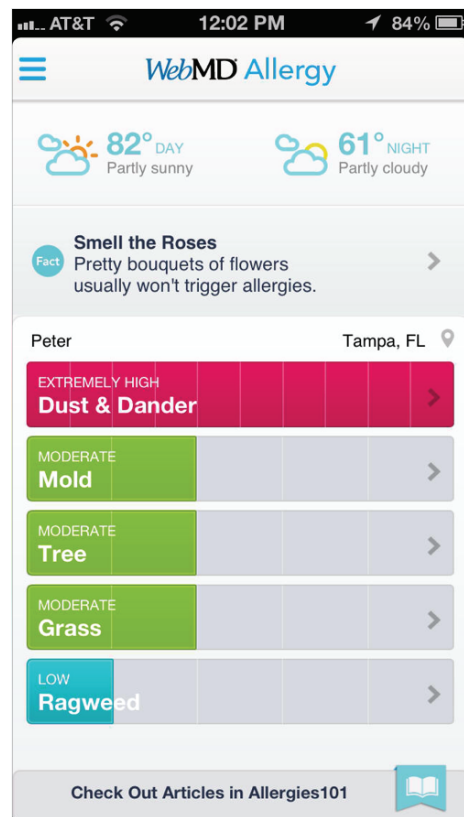 AT&T 12:02 PM 84%
WebMD Allergy
82° DAY
Partly sunny
61° NIGHT
Partly cloudy
Fact
Smell the Roses
Pretty bouquets of flowers
usually won't trigger allergies.
Peter Tampa, FL
EXTREMELY HIGH
Dust & Dander
MODERATE
Mold
MODERATE
Tree
MODERATE
Grass
LOW
Ragweed
Check Out Articles in Allergies101